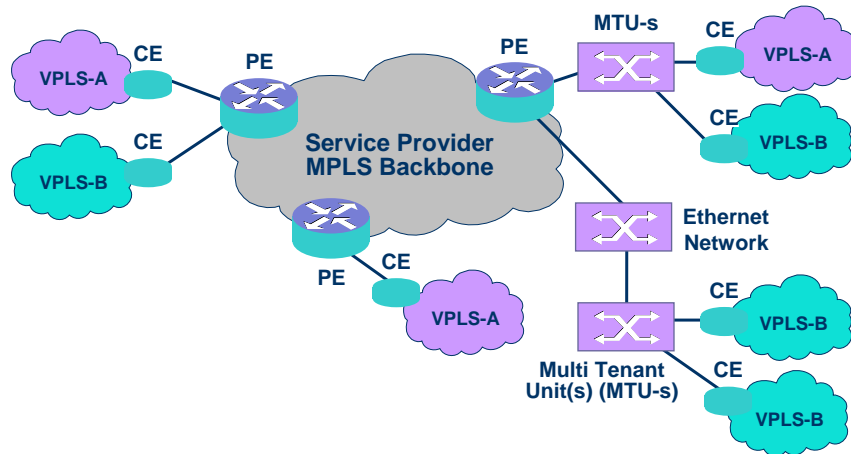 MTU-s
CE
PE
PE
CE
CE
VPLS-A
VPLS-A
CE
CE
VPLS-B
VPLS-B
Service Provider
MPLS Backbone
Ethernet
Network
PE
CE
VPLS-A
CE
VPLS-B
Multi Tenant
Unit(s) (MTU-s)
CE
VPLS-B